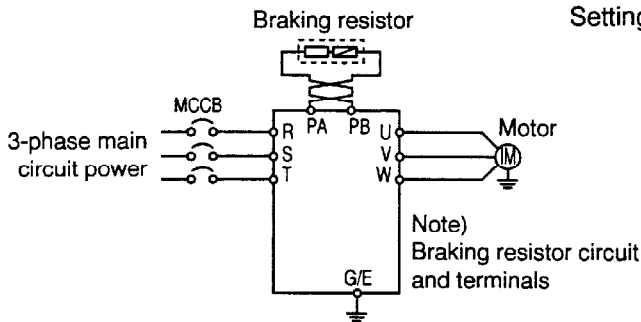 Braking resistor
Setting
MCCB
3-phase main
circuit power
R
S
T
PA
PB
U
V
W
Motor
IM
Note)
Braking resistor circuit
and terminals
G/E